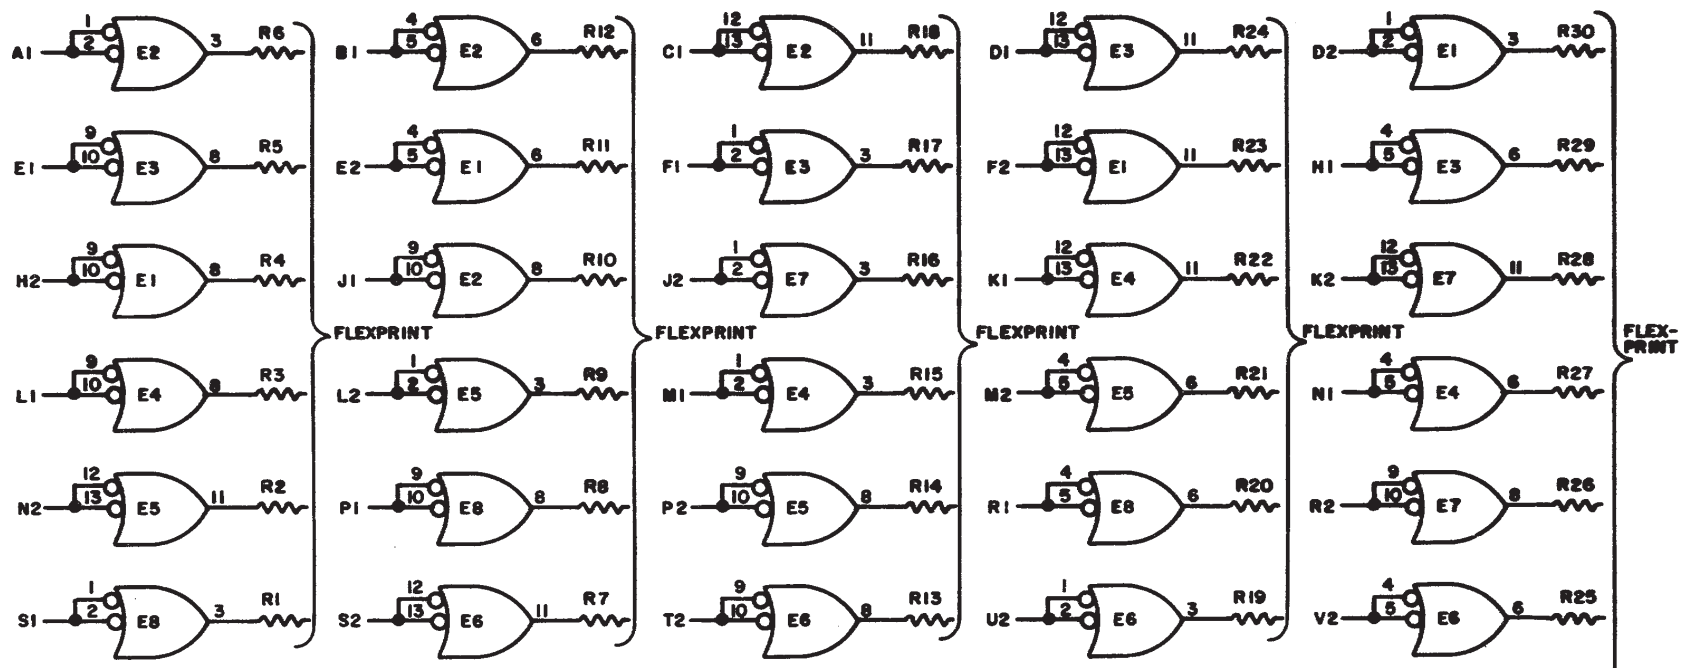 1 4 12 12 1
A1 2 E2 3 R6 B1 5 E2 6 R12 C1 13 E2 11 R18 D1 13 E3 11 R24 D2 2 E1 3 R30
9 4 1 12 4
E1 10 E3 8 R5 E2 5 E1 6 R11 F1 2 E3 3 R17 F2 13 E1 11 R23 H1 5 E3 6 R29
9 9 1 12 12
H2 10 E1 8 R4 J1 10 E2 8 R10 J2 2 E7 3 R16 K1 13 E4 11 R22 K2 13 E7 11 R28
FLEXPRINT FLEXPRINT FLEXPRINT FLEXPRINT FLEX-
PRINT
9 1 1 4 4
L1 10 E4 8 R3 L2 2 E5 3 R9 M1 2 E4 3 R15 M2 5 E5 6 R21 N1 5 E4 6 R27
12 9 9 4 9
N2 13 E5 11 R2 P1 10 E8 8 R8 P2 10 E5 8 R14 R1 5 E8 6 R20 R2 10 E7 8 R26
1 12 9 1 4
S1 2 E8 3 R1 S2 13 E6 11 R7 T2 10 E6 8 R13 U2 2 E6 3 R19 V2 5 E6 6 R25